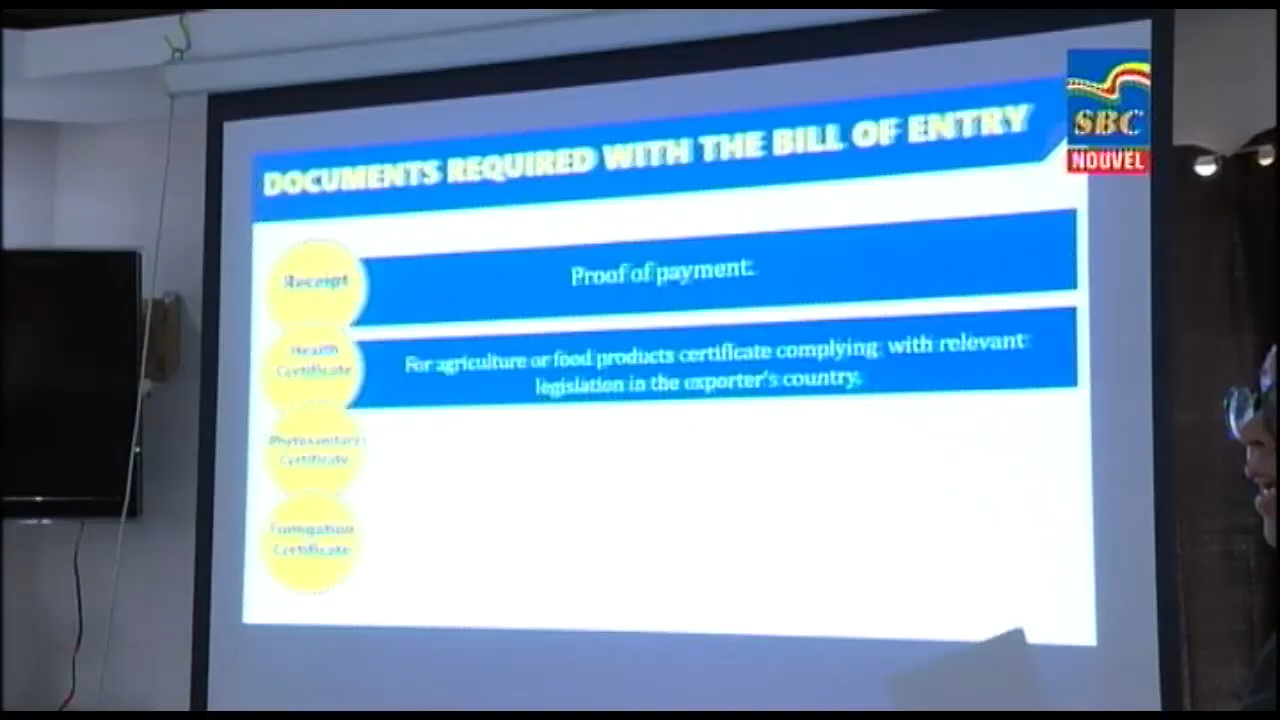 DOCUMENTS REQUIRED WITH THE BILL OF ENTRY
SBC
NOUVEL
Receipt
Proof of payment.
Health
Certificate
For agriculture or food products certificate complying with relevant
legislation in the exporter's country.
Certificate
Fumigation
Certificate